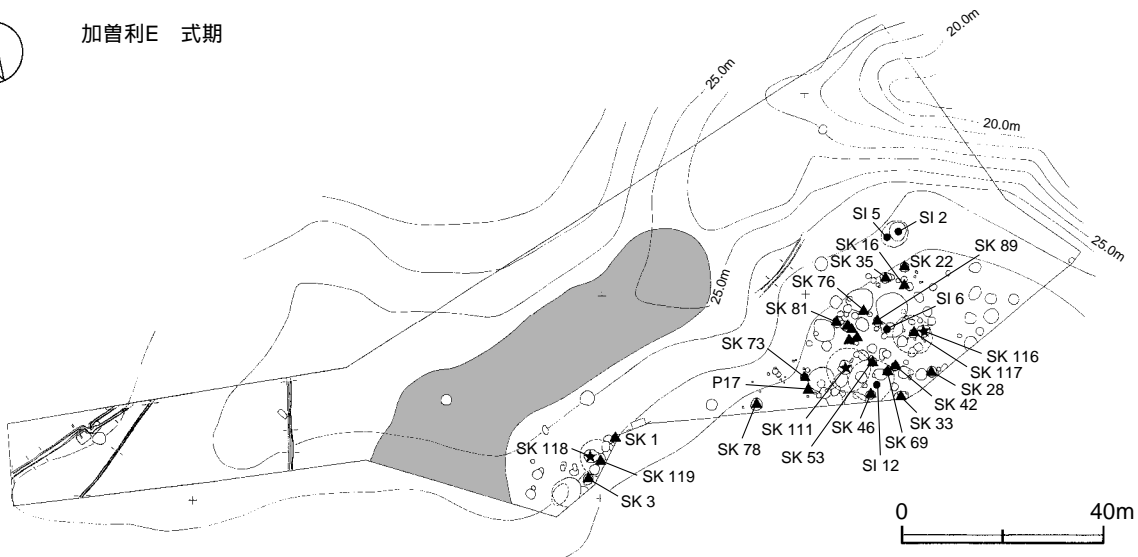 加曽利E　式期
20.0m
25.0m
20.0m
25.0m
25.0m
SI 5
SI 2
SK 16
SK 89
SK 35
SK 22
SK 76
SI 6
SK 81
SK 73
SK 116
SK 117
P17
SK 28
SK 42
SK 111
SK 46
SK 33
SK 78
SK 53
SK 69
SI 12
SK 1
SK 118
SK 119
SK 3
0
40m